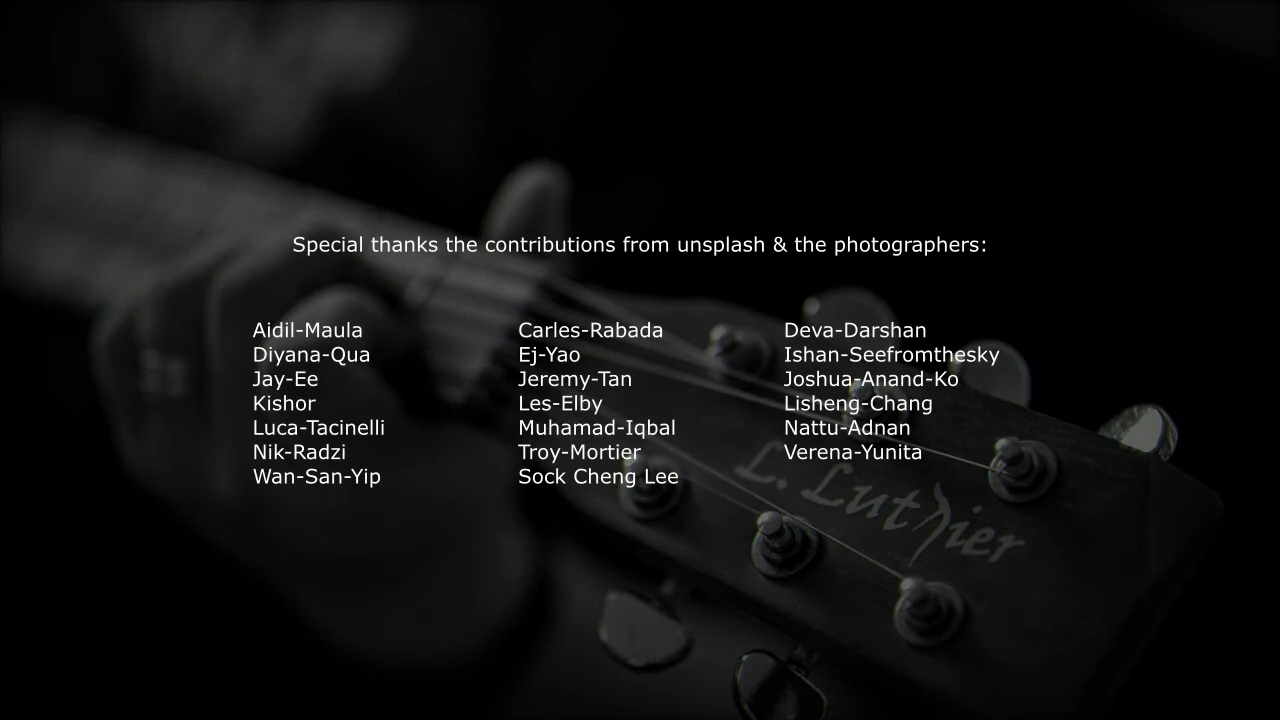 Special thanks the contributions from unsplash & the photographers:
Aidil-Maula
Diyana-Qua
Jay-Ee
Kishor
Luca-Tacinelli
Nik-Radzi
Wan-San-Yip
Carles-Rabada
Ej-Yao
Jeremy-Tan
Les-Elby
Muhamad-Iqbal
Troy-Mortier
Sock Cheng Lee
Deva-Darshan
Ishan-Seefromthesky
Joshua-Anand-Ko
Lisheng-Chang
Nattu-Adnan
Verena-Yunita
L. Luthier